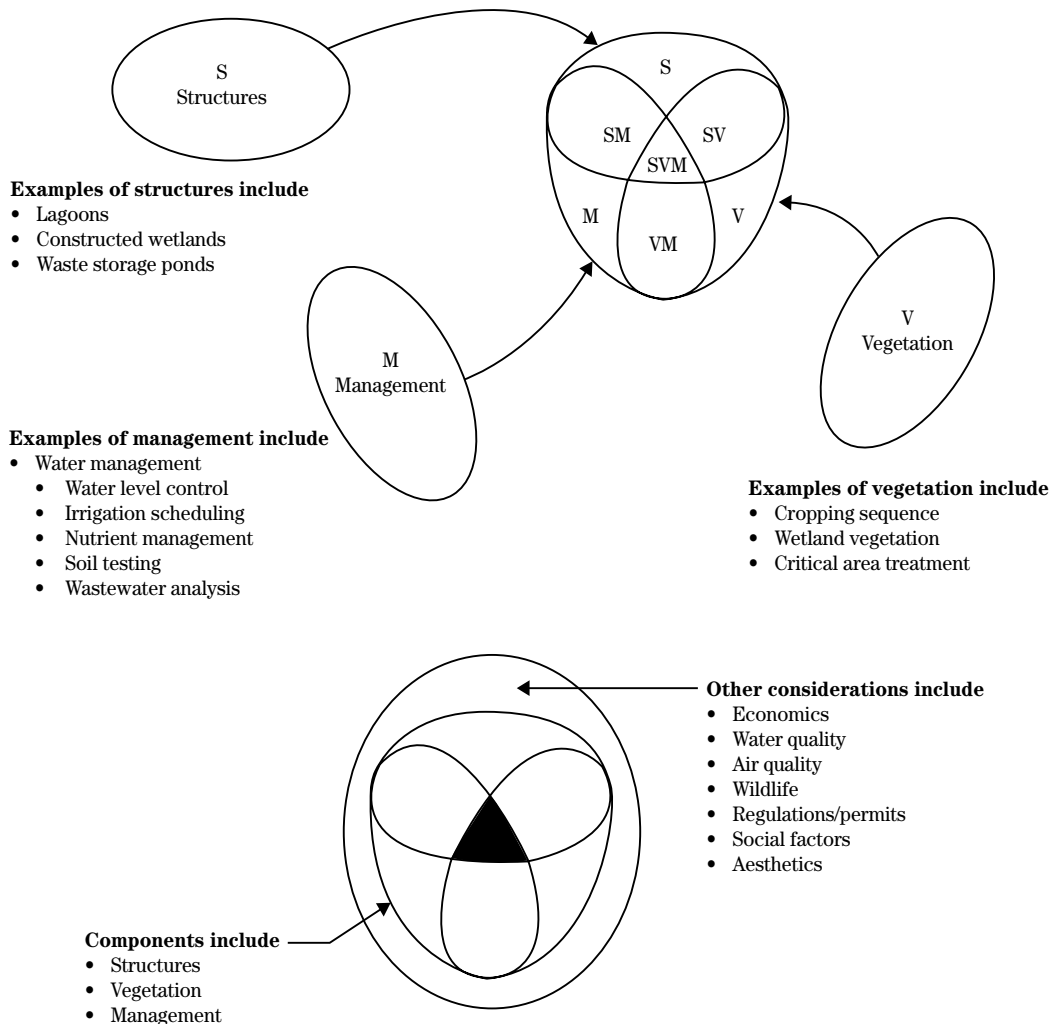 S
Structures
S
SM
SV
SVM
M
V
VM
Examples of structures include
• Lagoons
• Constructed wetlands
• Waste storage ponds
V
Vegetation
M
Management
Examples of management include
• Water management
• Water level control
• Irrigation scheduling
• Nutrient management
• Soil testing
• Wastewater analysis
Examples of vegetation include
• Cropping sequence
• Wetland vegetation
• Critical area treatment
Other considerations include
• Economics
• Water quality
• Air quality
• Wildlife
• Regulations/permits
• Social factors
• Aesthetics
Components include
• Structures
• Vegetation
• Management